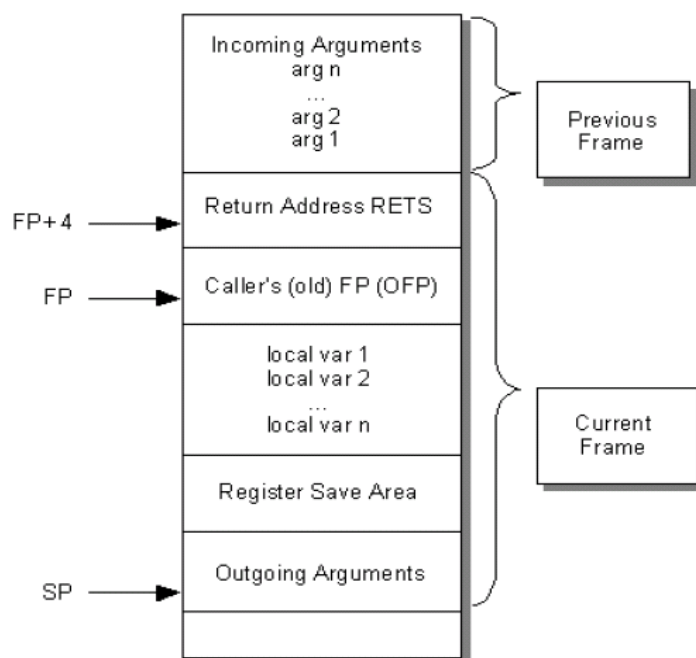 Incoming Arguments
arg n
...
arg 2
arg 1
Previous
Frame
FP+4
Return Address RETS
FP
Caller's (old) FP (OFP)
local var 1
local var 2
...
local var n
Current
Frame
Register Save Area
SP
Outgoing Arguments